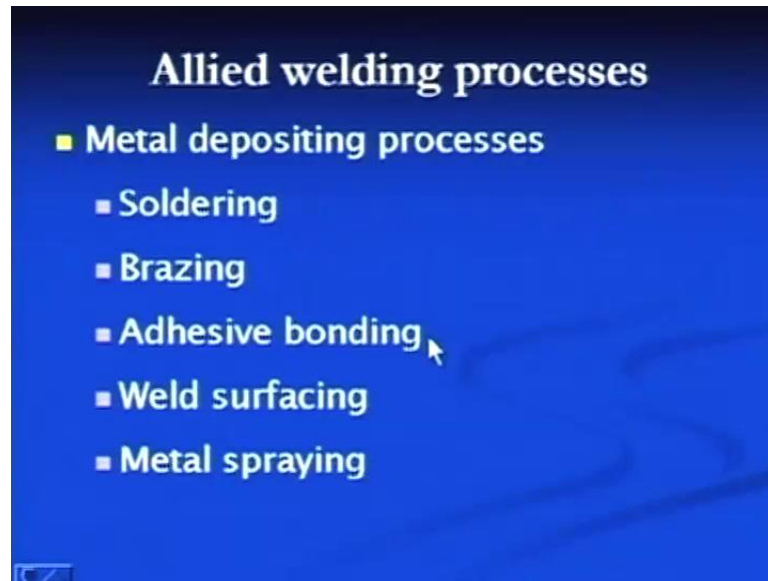 Allied welding processes
Metal depositing processes
Soldering
Brazing
Adhesive bonding
Weld surfacing
Metal spraying